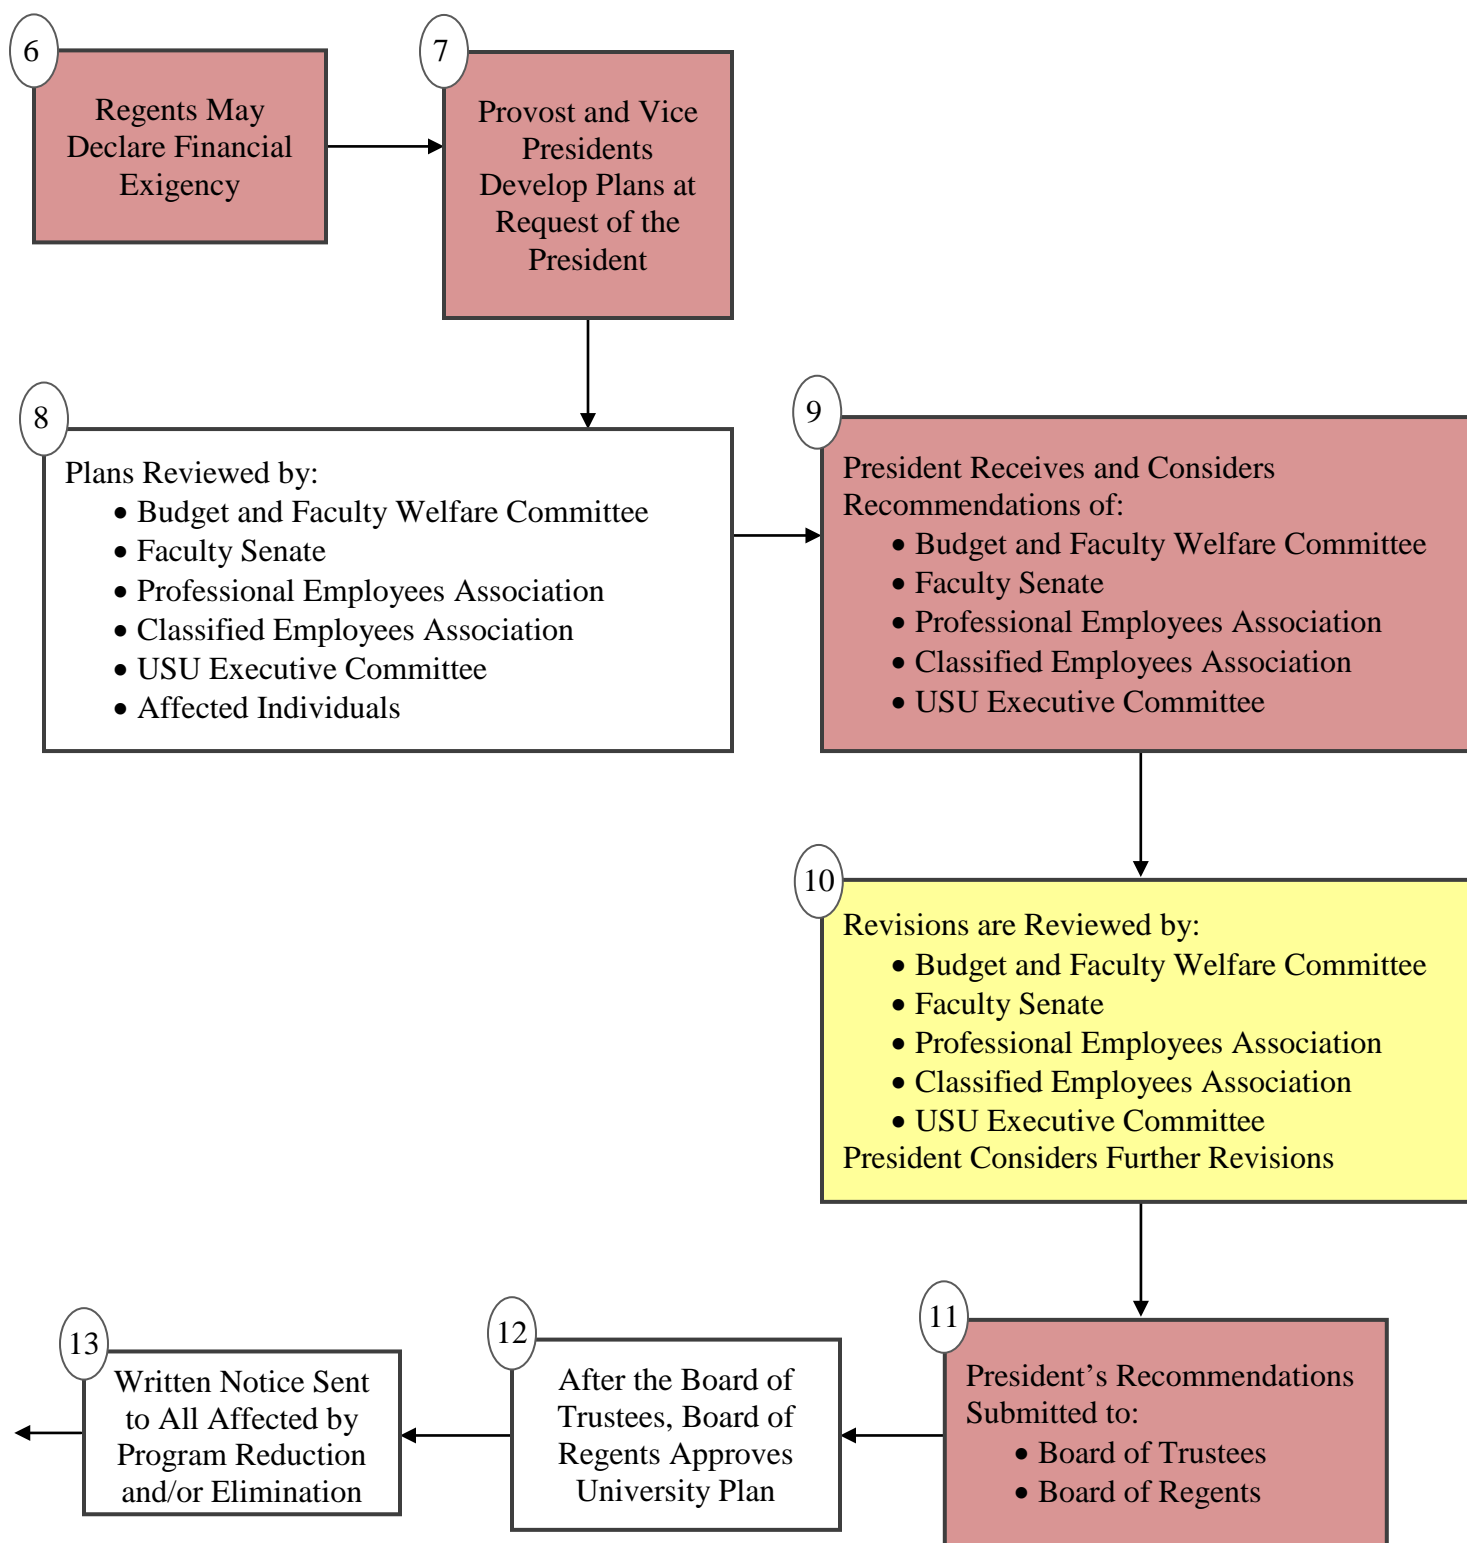 6
Regents May
Declare Financial
Exigency
7
Provost and Vice
Presidents
Develop Plans at
Request of the
President
8
Plans Reviewed by:
• Budget and Faculty Welfare Committee
• Faculty Senate
• Professional Employees Association
• Classified Employees Association
• USU Executive Committee
• Affected Individuals
9
President Receives and Considers
Recommendations of:
• Budget and Faculty Welfare Committee
• Faculty Senate
• Professional Employees Association
• Classified Employees Association
• USU Executive Committee
10
Revisions are Reviewed by:
• Budget and Faculty Welfare Committee
• Faculty Senate
• Professional Employees Association
• Classified Employees Association
• USU Executive Committee
President Considers Further Revisions
11
President’s Recommendations
Submitted to:
• Board of Trustees
• Board of Regents
12
After the Board of
Trustees, Board of
Regents Approves
University Plan
13
Written Notice Sent
to All Affected by
Program Reduction
and/or Elimination